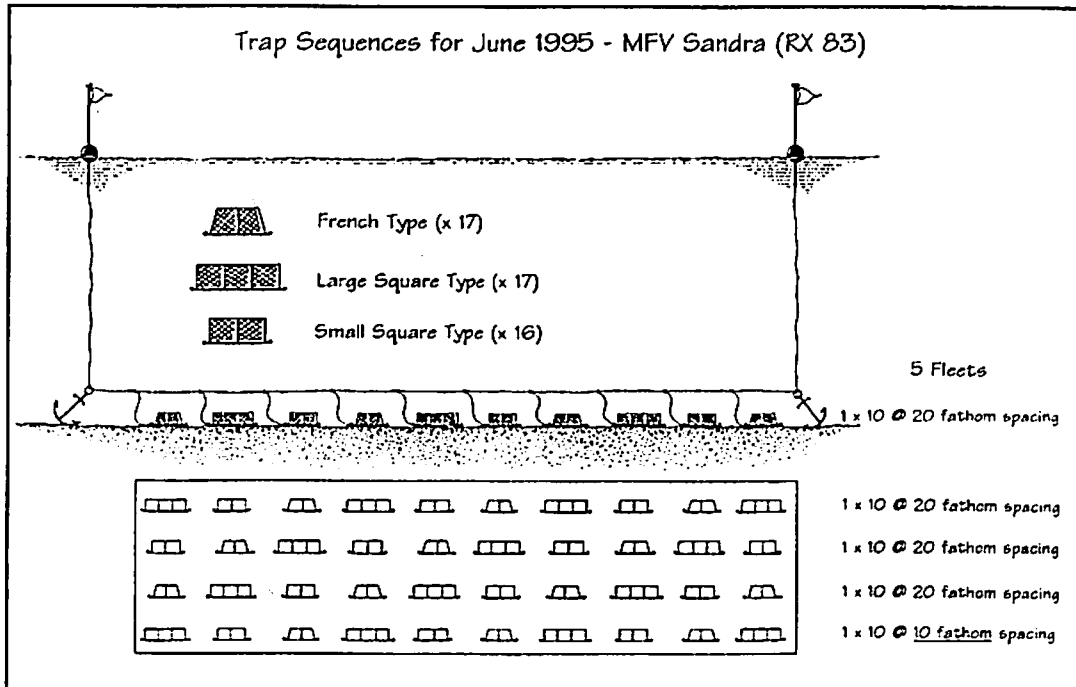 Trap Sequences for June 1995 - MFV Sandra (RX 83)
French Type (x 17)
Large Square Type (x 17)
Small Square Type (x 16)
5 Fleets
1 x 10 @ 20 fathom spacing
1 x 10 @ 20 fathom spacing
1 x 10 @ 20 fathom spacing
1 x 10 @ 20 fathom spacing
1 x 10 @ 10 fathom spacing